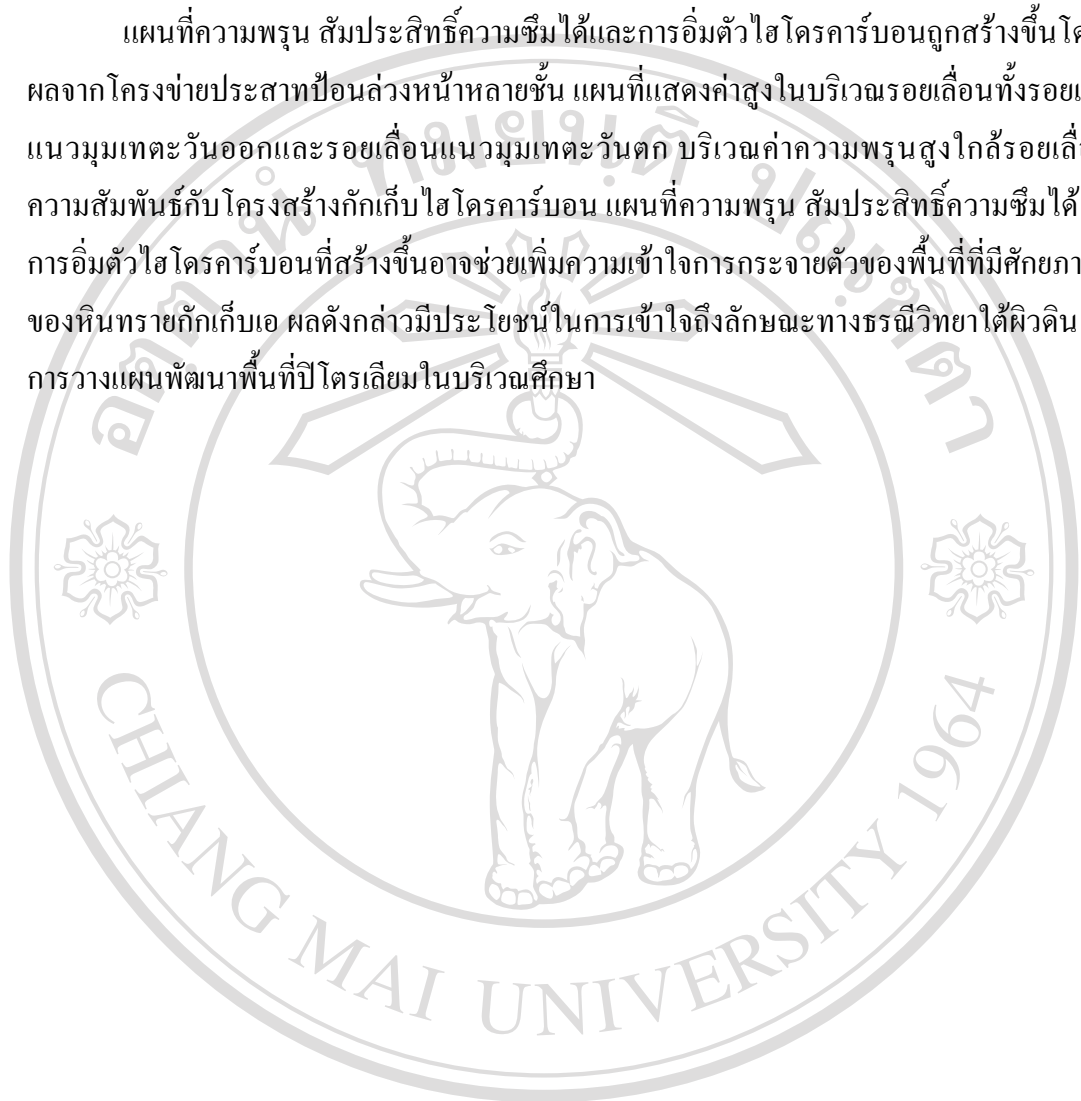 แผนที่ความพรุน สัมประสิทธิ์ความซึมได้และการอิ่มตัวไฮโดรคาร์บอนถูกสร้างขึ้นโด
ผลจากโครงข่ายประสาทป้อนล่วงหน้าหลายชั้น แผนที่แสดงค่าสูงในบริเวณรอยเลื่อนทั้งรอยเ
แนวมุมเทตะวันออกและรอยเลื่อนแนวมุมเทตะวันตก บริเวณค่าความพรุนสูงใกล้รอยเลื่
ความสัมพันธ์กับโครงสร้างกักเก็บไฮโดรคาร์บอน แผนที่ความพรุน สัมประสิทธิ์ความซึมได้
การอิ่มตัวไฮโดรคาร์บอนที่สร้างขึ้นอาจช่วยเพิ่มความเข้าใจการกระจายตัวของพื้นที่ที่มีศักยภา
ของหินทรายกักเก็บเอ ผลดังกล่าวมีประโยชน์ในการเข้าใจถึงลักษณะทางธรณีวิทยาใต้ผิวดิน
การวางแผนพัฒนาพื้นที่ปิโตรเลียมในบริเวณศึกษา
อตฺตานํ ทมยนฺติ ปณฺฑิตา
CHIANG MAI UNIVERSITY 1964